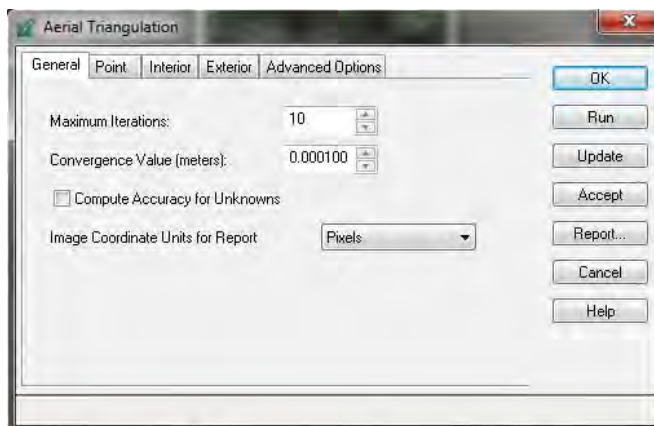 Aerial Triangulation
General Point Interior Exterior Advanced Options
Maximum Iterations: 10
Convergence Value (meters): 0.000100
Compute Accuracy for Unknowns
Image Coordinate Units for Report Pixels
OK
Run
Update
Accept
Report...
Cancel
Help